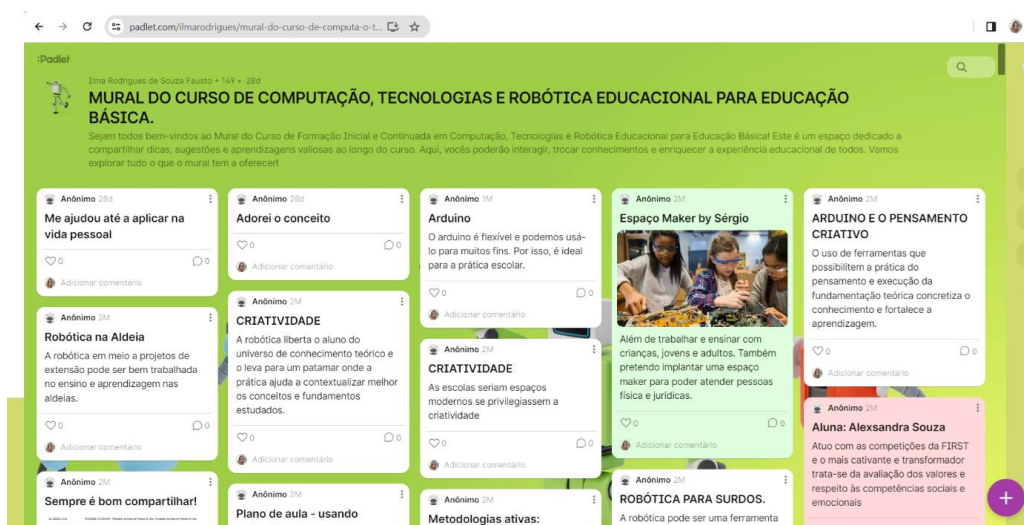 padlet.com/ilmarodrigues/mural-do-curso-de-computa-o-t...
:Padlet
Ilma Rodrigues de Souza Fausto • 149 • 28d
MURAL DO CURSO DE COMPUTAÇÃO, TECNOLOGIAS E ROBÓTICA EDUCACIONAL PARA EDUCAÇÃO
BÁSICA.
Sejam todos bem-vindos ao Mural do Curso de Formação Inicial e Continuada em Computação, Tecnologias e Robótica Educacional para Educação Básica! Este é um espaço dedicado a
compartilhar dicas, sugestões e aprendizagens valiosas ao longo do curso. Aqui, vocês poderão interagir, trocar conhecimentos e enriquecer a experiência educacional de todos. Vamos
explorar tudo o que o mural tem a oferecer!
Anônimo 28d
Me ajudou até a aplicar na
vida pessoal
0 0
Adicionar comentário
Anônimo 2M
Robótica na Aldeia
A robótica em meio a projetos de
extensão pode ser bem trabalhada
no ensino e aprendizagem nas
aldeias.
0 0
Adicionar comentário
Anônimo 2M
Sempre é bom compartilhar!
Anônimo 28d
Adorei o conceito
0 0
Adicionar comentário
Anônimo 2M
CRIATIVIDADE
A robótica liberta o aluno do
universo de conhecimento teórico e
o leva para um patamar onde a
prática ajuda a contextualizar melhor
os conceitos e fundamentos
estudados.
0 0
Adicionar comentário
Anônimo 2M
Plano de aula - usando
Anônimo 1M
Arduino
O arduino é flexível e podemos usá-
lo para muitos fins. Por isso, é ideal
para a prática escolar.
0 0
Adicionar comentário
Anônimo 2M
CRIATIVIDADE
As escolas seriam espaços
modernos se privilegiassem a
criatividade
0 0
Adicionar comentário
Anônimo 2M
Metodologias ativas:
Anônimo 2M
Espaço Maker by Sérgio
Além de trabalhar e ensinar com
crianças, jovens e adultos. Também
pretendo implantar uma espaço
maker para poder atender pessoas
física e jurídicas.
0 0
Adicionar comentário
Anônimo 2M
ROBÓTICA PARA SURDOS.
A robótica pode ser uma ferramenta
Anônimo 2M
ARDUINO E O PENSAMENTO
CRIATIVO
O uso de ferramentas que
possibilitem a prática do
pensamento e execução da
fundamentação teórica concretiza o
conhecimento e fortalece a
aprendizagem.
0 0
Adicionar comentário
Anônimo 2M
Aluna: Alexsandra Souza
Atuo com as competições da FIRST
e o mais cativante e transformador
trata-se da avaliação dos valores e
respeito às competências sociais e
emocionais